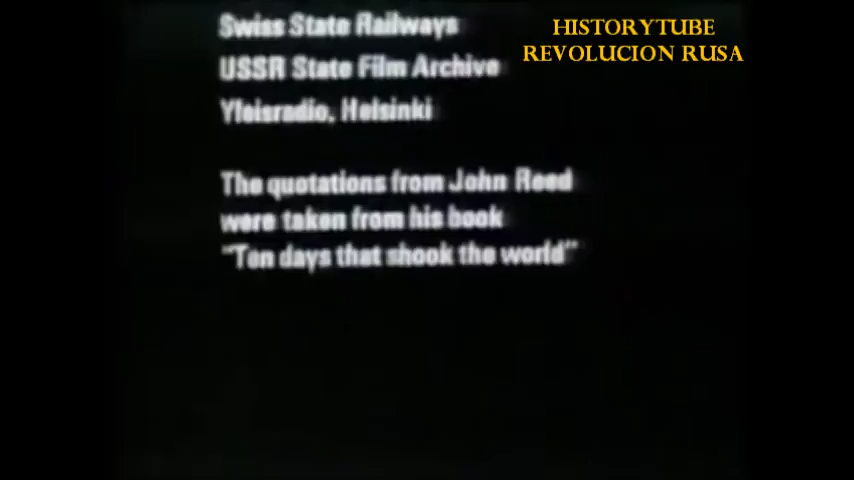 Swiss State Railways
USSR State Film Archive
Yleisradio, Helsinki
The quotations from John Reed
were taken from his book
"Ten days that shook the world"
HISTORYTUBE
REVOLUCION RUSA